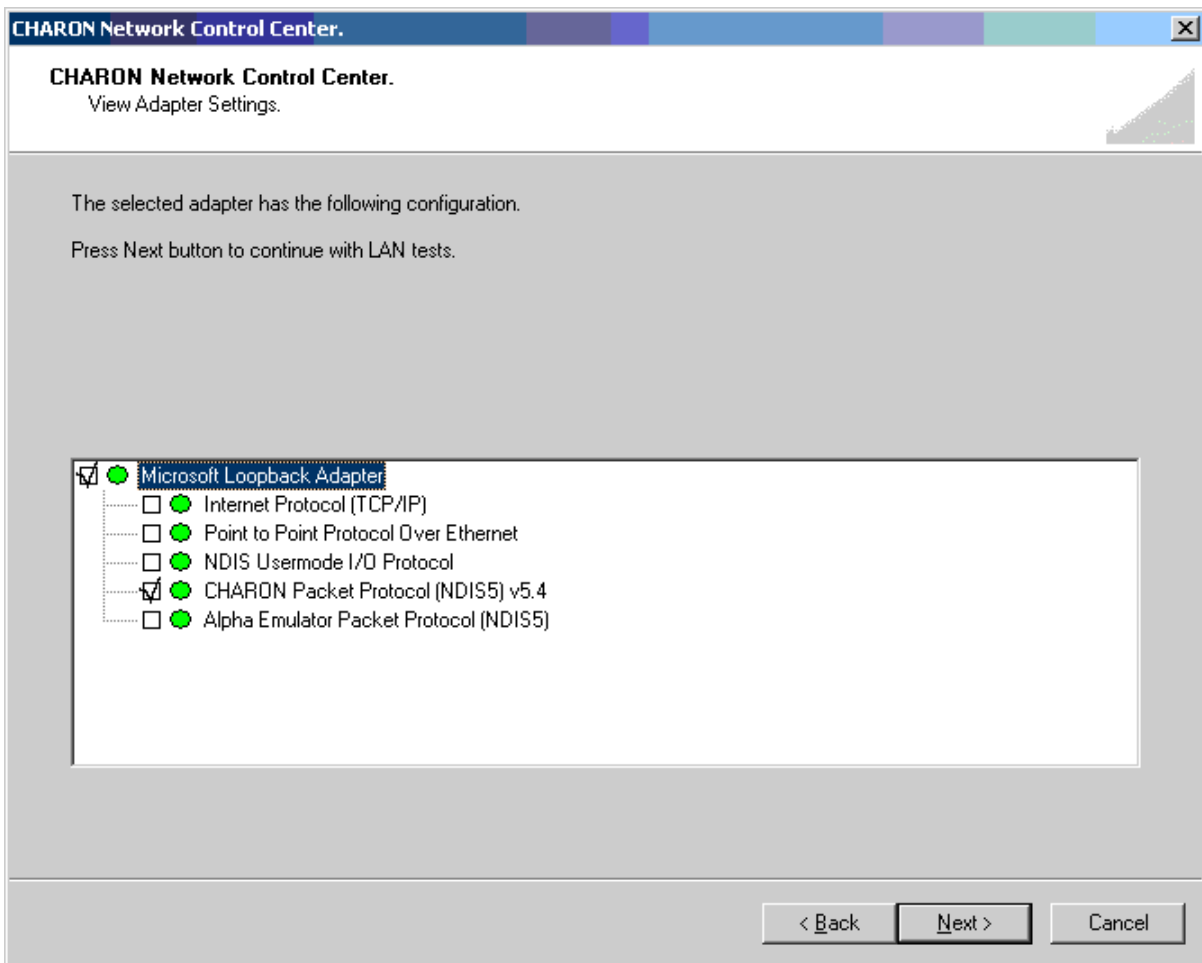 CHARON Network Control Center.
CHARON Network Control Center.
View Adapter Settings.
The selected adapter has the following configuration.
Press Next button to continue with LAN tests.
Microsoft Loopback Adapter
Internet Protocol (TCP/IP)
Point to Point Protocol Over Ethernet
NDIS Usermode I/O Protocol
CHARON Packet Protocol (NDIS5) v5.4
Alpha Emulator Packet Protocol (NDIS5)
< Back Next > Cancel